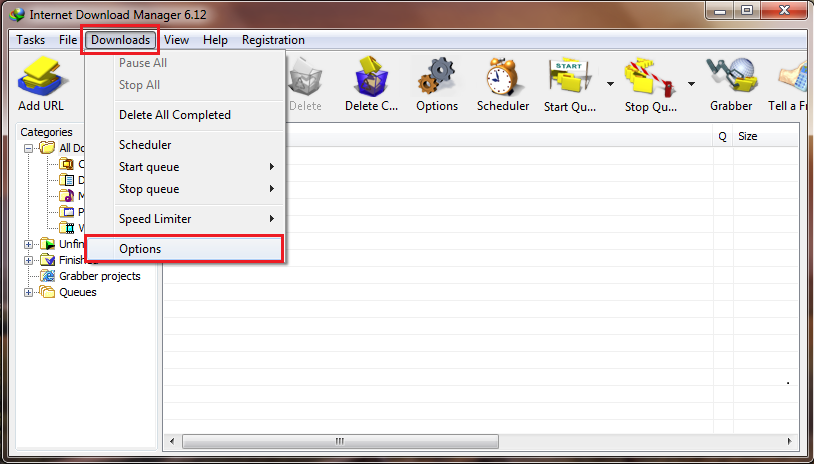 Internet Download Manager 6.12
Tasks File Downloads View Help Registration
Add URL
Delete
Delete C...
Options
Scheduler
Start Qu...
Stop Qu...
Grabber
Tell a Fr
Pause All
Stop All
Delete All Completed
Scheduler
Start queue
Stop queue
Speed Limiter
Options
Categories
All Do
C
D
M
P
W
Unfin
Finishe
Grabber projects
Queues
Q Size